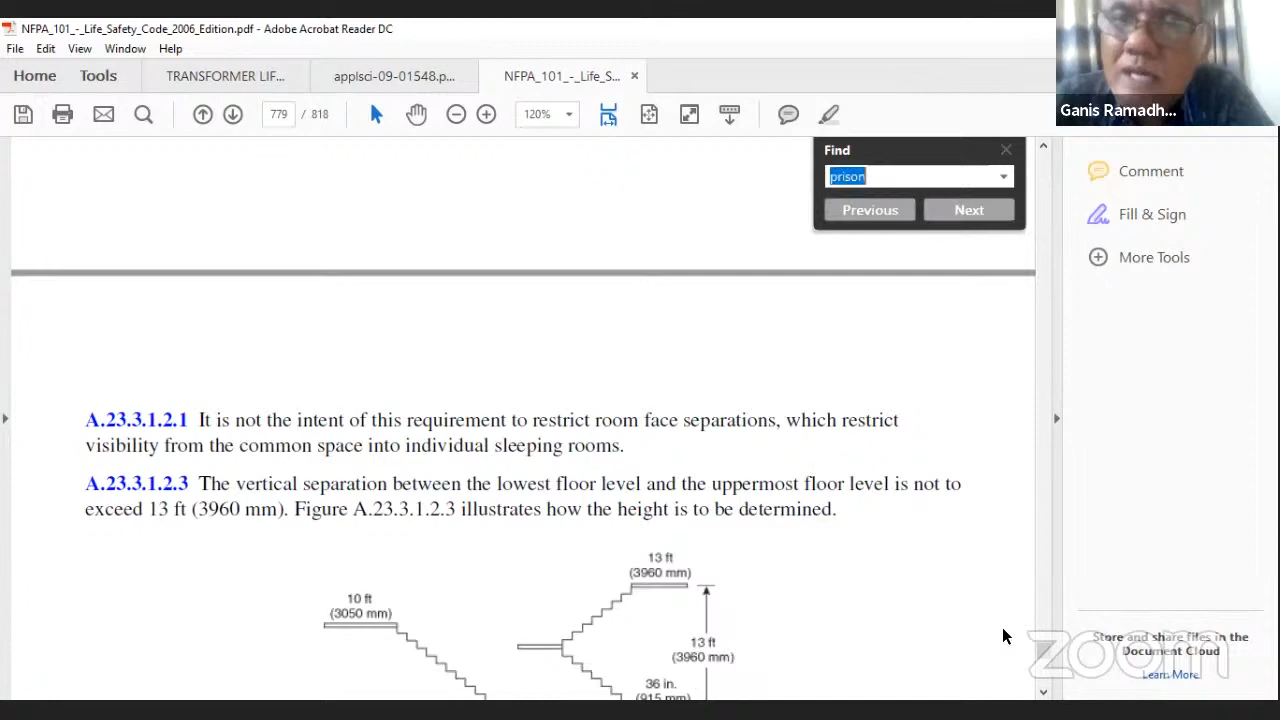 NFPA_101_-_Life_Safety_Code_2006_Edition.pdf - Adobe Acrobat Reader DC
File Edit View Window Help
Home Tools TRANSFORMER LIF... applsci-09-01548.p... NFPA_101_-_Life_S... ×
779 / 818 120%
Ganis Ramadh...
Find
prison
Previous Next
Comment
Fill & Sign
More Tools
A.23.3.1.2.1 It is not the intent of this requirement to restrict room face separations, which restrict
visibility from the common space into individual sleeping rooms.
A.23.3.1.2.3 The vertical separation between the lowest floor level and the uppermost floor level is not to
exceed 13 ft (3960 mm). Figure A.23.3.1.2.3 illustrates how the height is to be determined.
13 ft
(3960 mm)
10 ft
(3050 mm)
13 ft
(3960 mm)
36 in.
(915 mm)
Store and share files in the
Document Cloud
Learn More
zoom